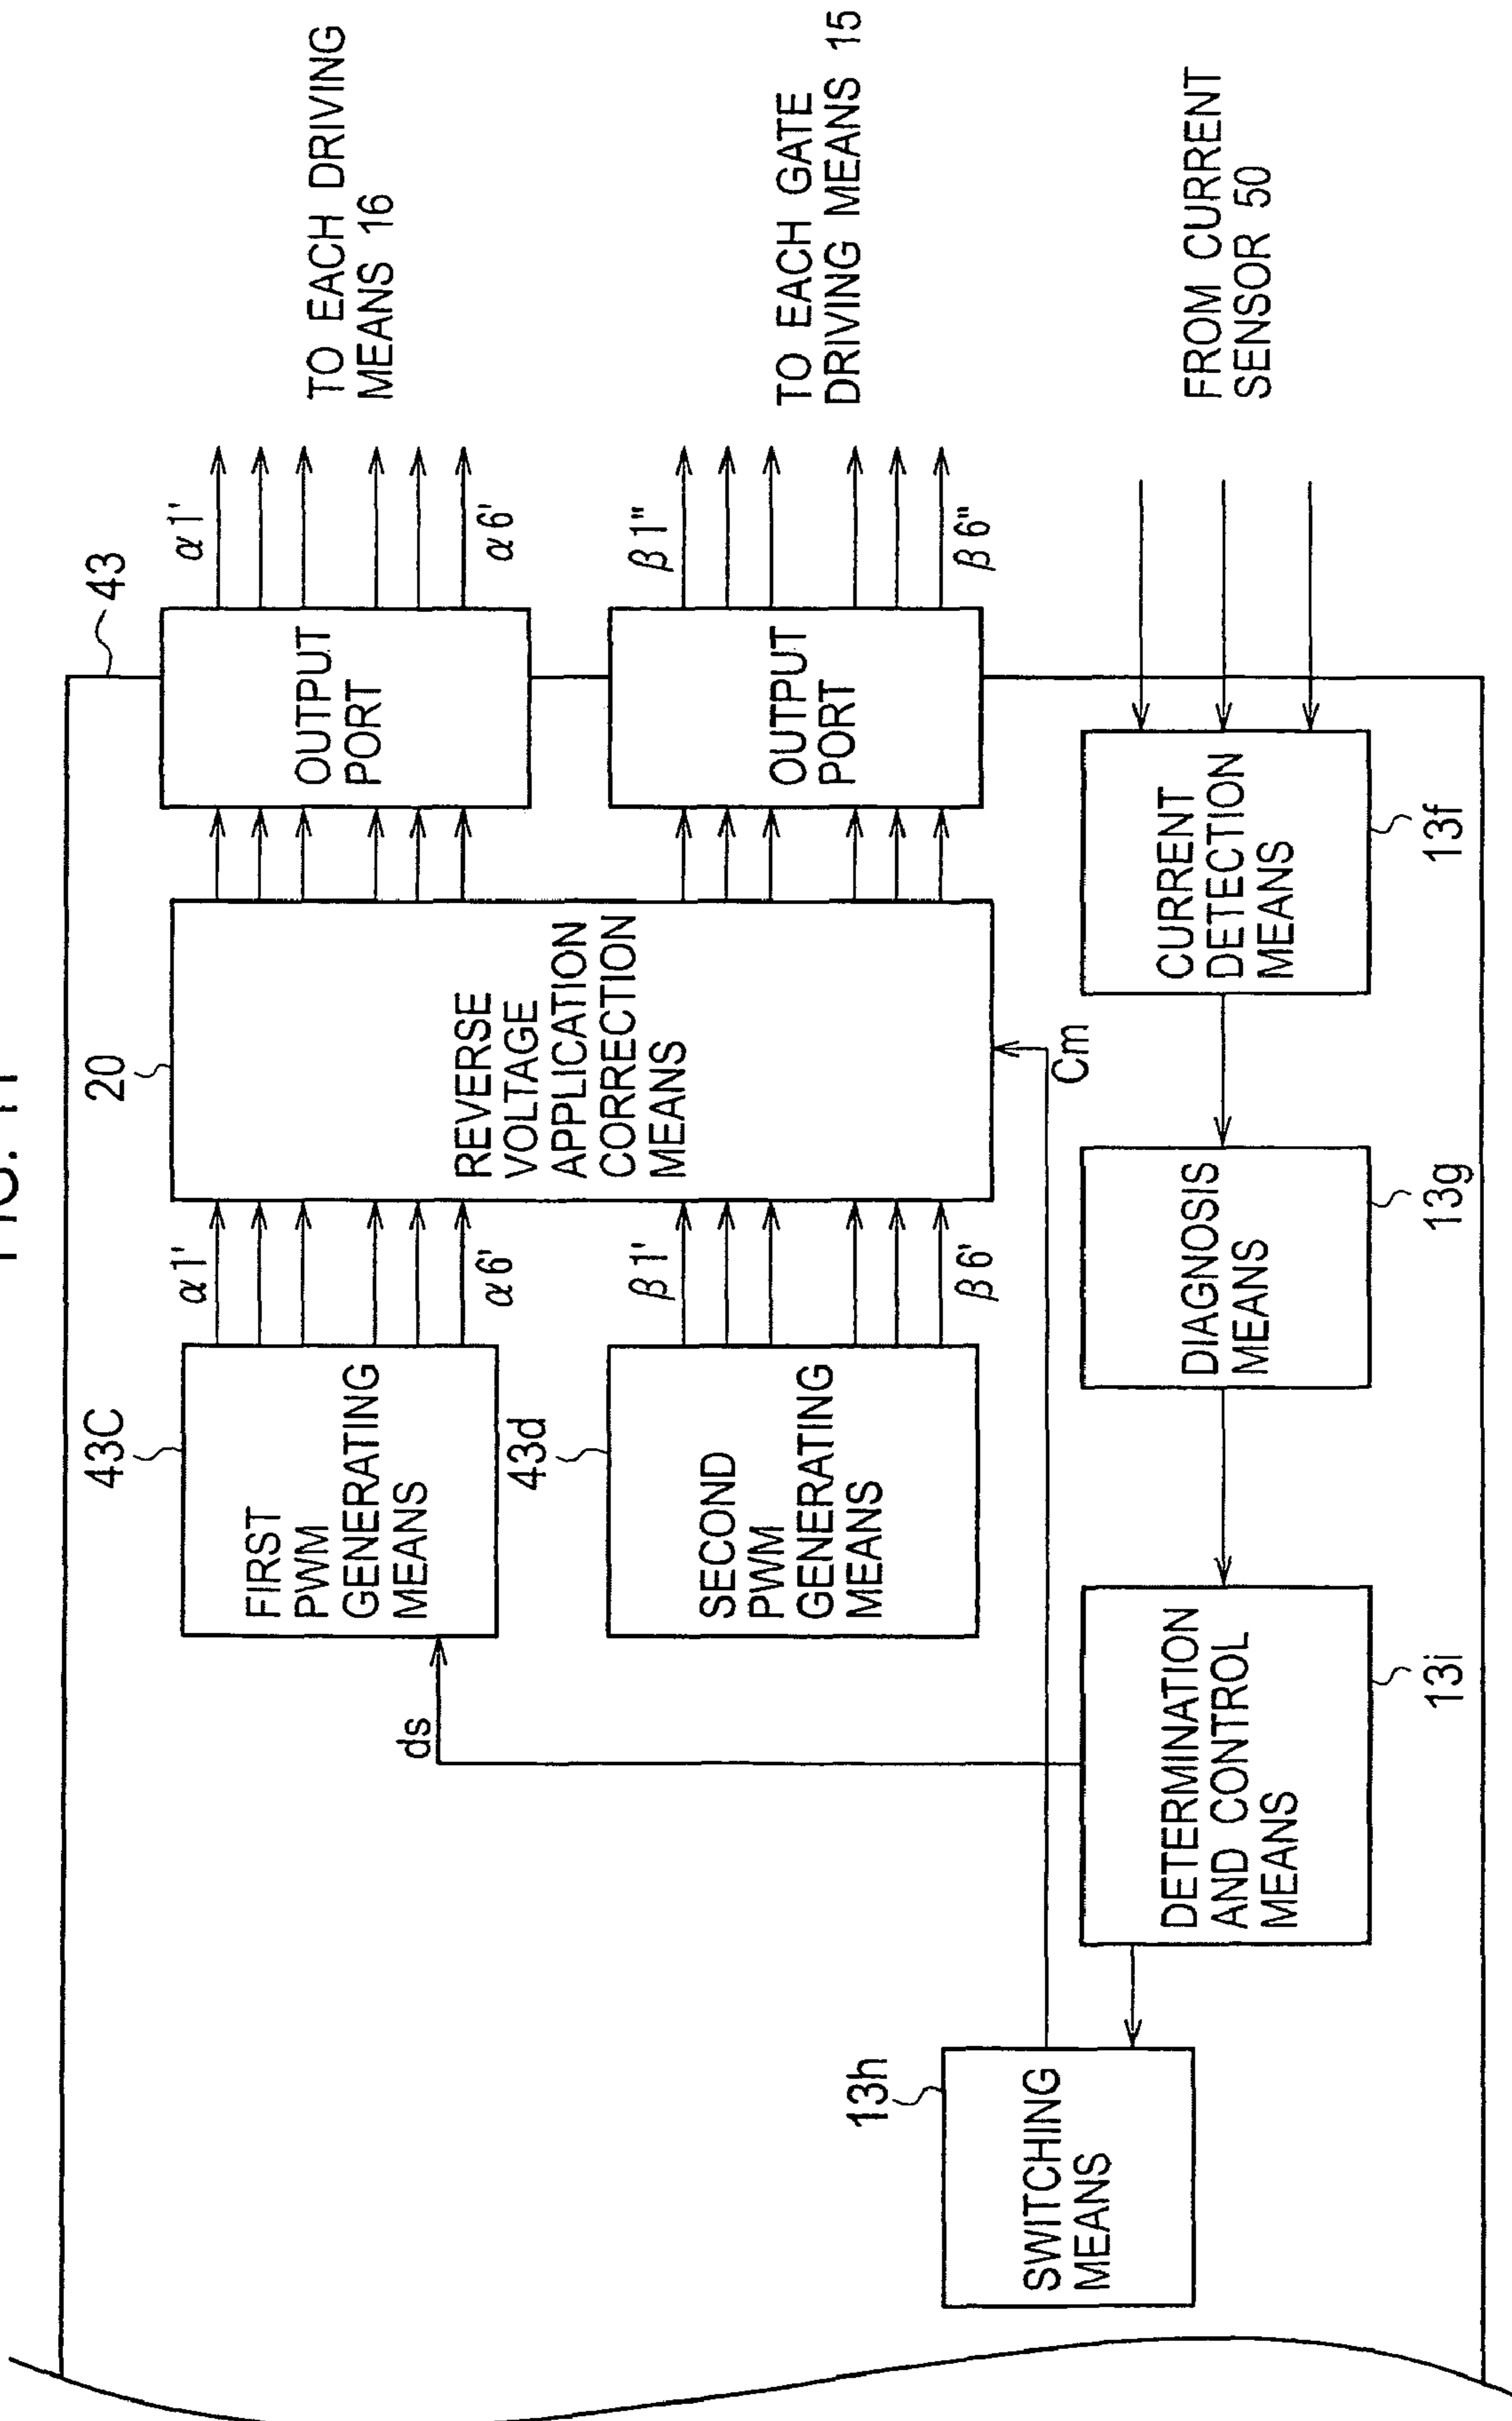 43
20
43C
FIRST
PWM
GENERATING
MEANS
α1'
α6'
REVERSE
VOLTAGE
APPLICATION
CORRECTION
MEANS
OUTPUT
PORT
α1'
α6'
TO EACH DRIVING
MEANS 16
ds
43d
SECOND
PWM
GENERATING
MEANS
β1'
β6'
OUTPUT
PORT
β1"
β6"
TO EACH GATE
DRIVING MEANS 15
Cm
13h
SWITCHING
MEANS
DETERMINATION
AND CONTROL
MEANS
13i
DIAGNOSIS
MEANS
13g
CURRENT
DETECTION
MEANS
13f
FROM CURRENT
SENSOR 50